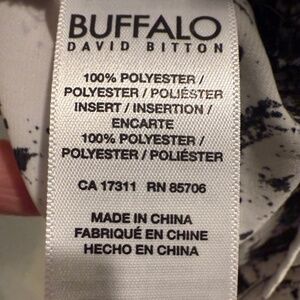 BUFFALO
DAVID BITTON
100% POLYESTER /
POLYESTER / POLIÉSTER
INSERT / INSERTION /
ENCARTE
100% POLYESTER /
POLYESTER / POLIÉSTER
CA 17311 RN 85706
MADE IN CHINA
FABRIQUÉ EN CHINE
HECHO EN CHINA